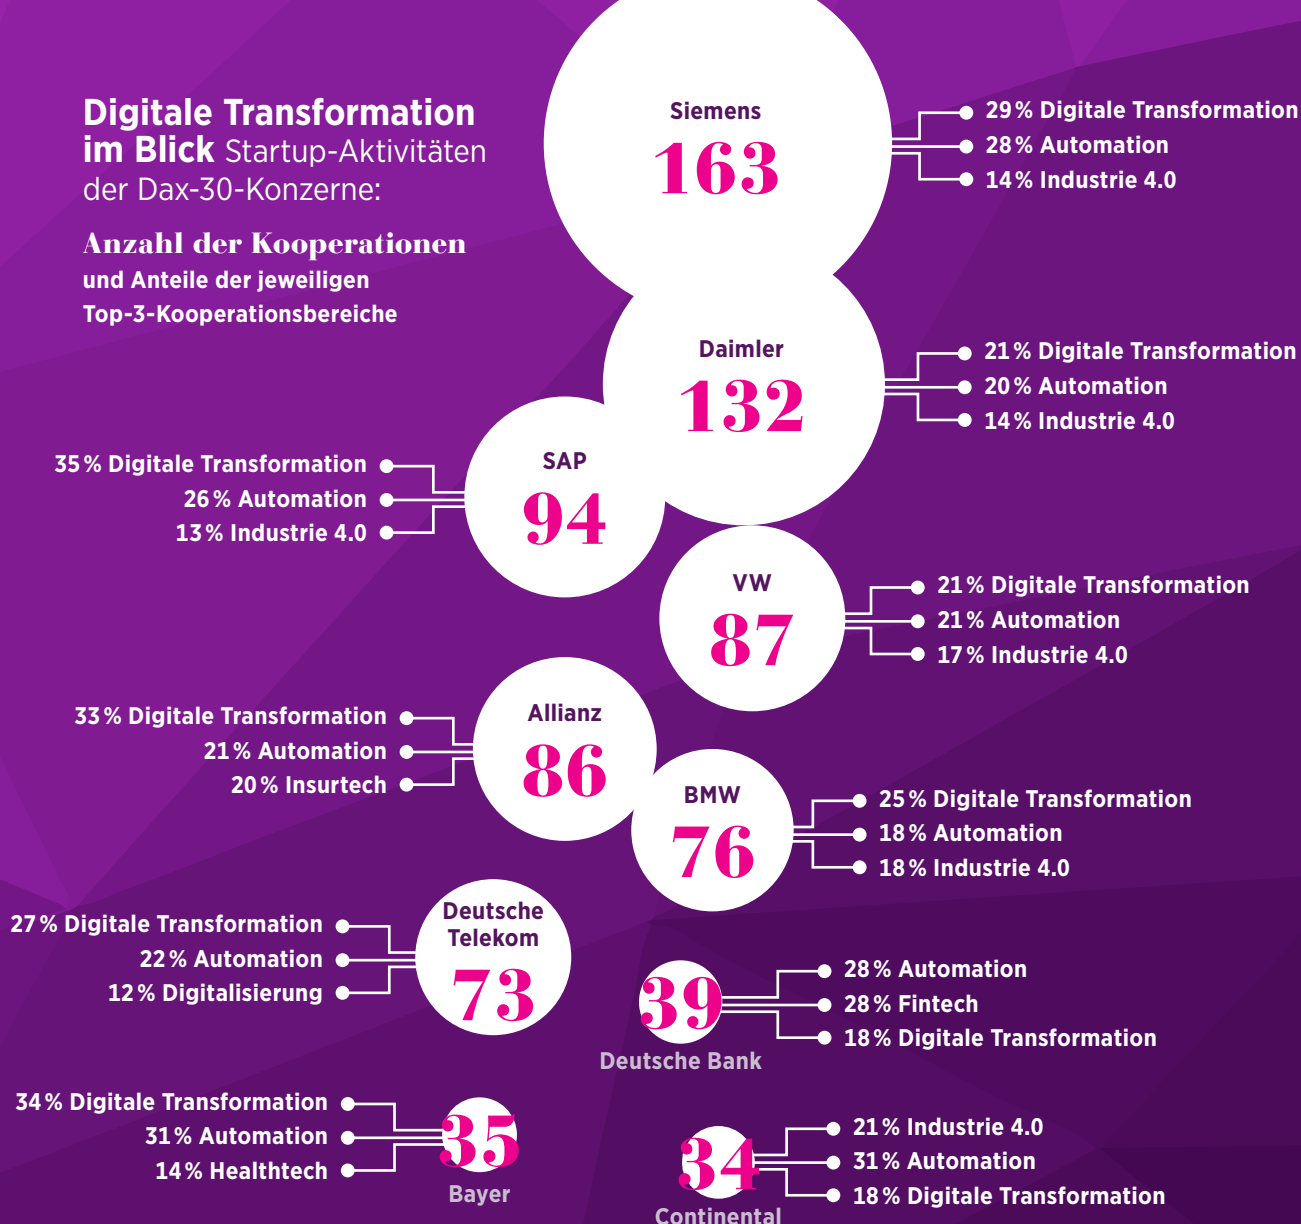 Digitale Transformation
im Blick Startup-Aktivitäten
der Dax-30-Konzerne:
Anzahl der Kooperationen
und Anteile der jeweiligen
Top-3-Kooperationsbereiche
Siemens
163
29% Digitale Transformation
28% Automation
14% Industrie 4.0
Daimler
132
21% Digitale Transformation
20% Automation
14% Industrie 4.0
SAP
94
35% Digitale Transformation
26% Automation
13% Industrie 4.0
VW
87
21% Digitale Transformation
21% Automation
17% Industrie 4.0
Allianz
86
33% Digitale Transformation
21% Automation
20% Insurtech
BMW
76
25% Digitale Transformation
18% Automation
18% Industrie 4.0
Deutsche
Telekom
73
27% Digitale Transformation
22% Automation
12% Digitalisierung
39
Deutsche Bank
28% Automation
28% Fintech
18% Digitale Transformation
35
Bayer
34% Digitale Transformation
31% Automation
14% Healthtech
34
Continental
21% Industrie 4.0
31% Automation
18% Digitale Transformation